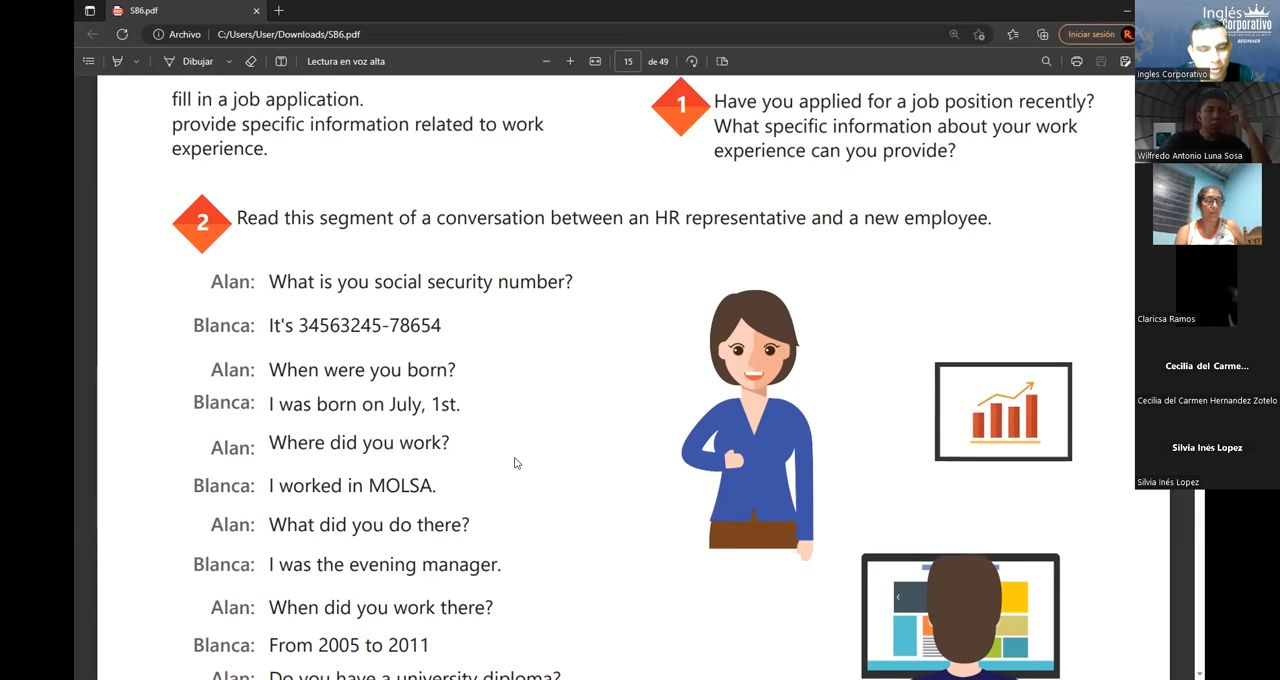 SB6.pdf
Archivo C:/Users/User/Downloads/SB6.pdf
Iniciar sesión R
Dibujar Lectura en voz alta 15 de 49
fill in a job application.
provide specific information related to work
experience.
1 Have you applied for a job position recently?
What specific information about your work
experience can you provide?
2 Read this segment of a conversation between an HR representative and a new employee.
Alan: What is you social security number?
Blanca: It's 34563245-78654
Alan: When were you born?
Blanca: I was born on July, 1st.
Alan: Where did you work?
Blanca: I worked in MOLSA.
Alan: What did you do there?
Blanca: I was the evening manager.
Alan: When did you work there?
Blanca: From 2005 to 2011
Alan: Do you have a university diploma?
Inglés
Corporativo
BEGINNER
Ingles Corporativo
Wilfredo Antonio Luna Sosa
Claricsa Ramos
Cecilia del Carme...
Cecilia del Carmen Hernandez Zotelo
Silvia Inés Lopez
Silvia Inés Lopez